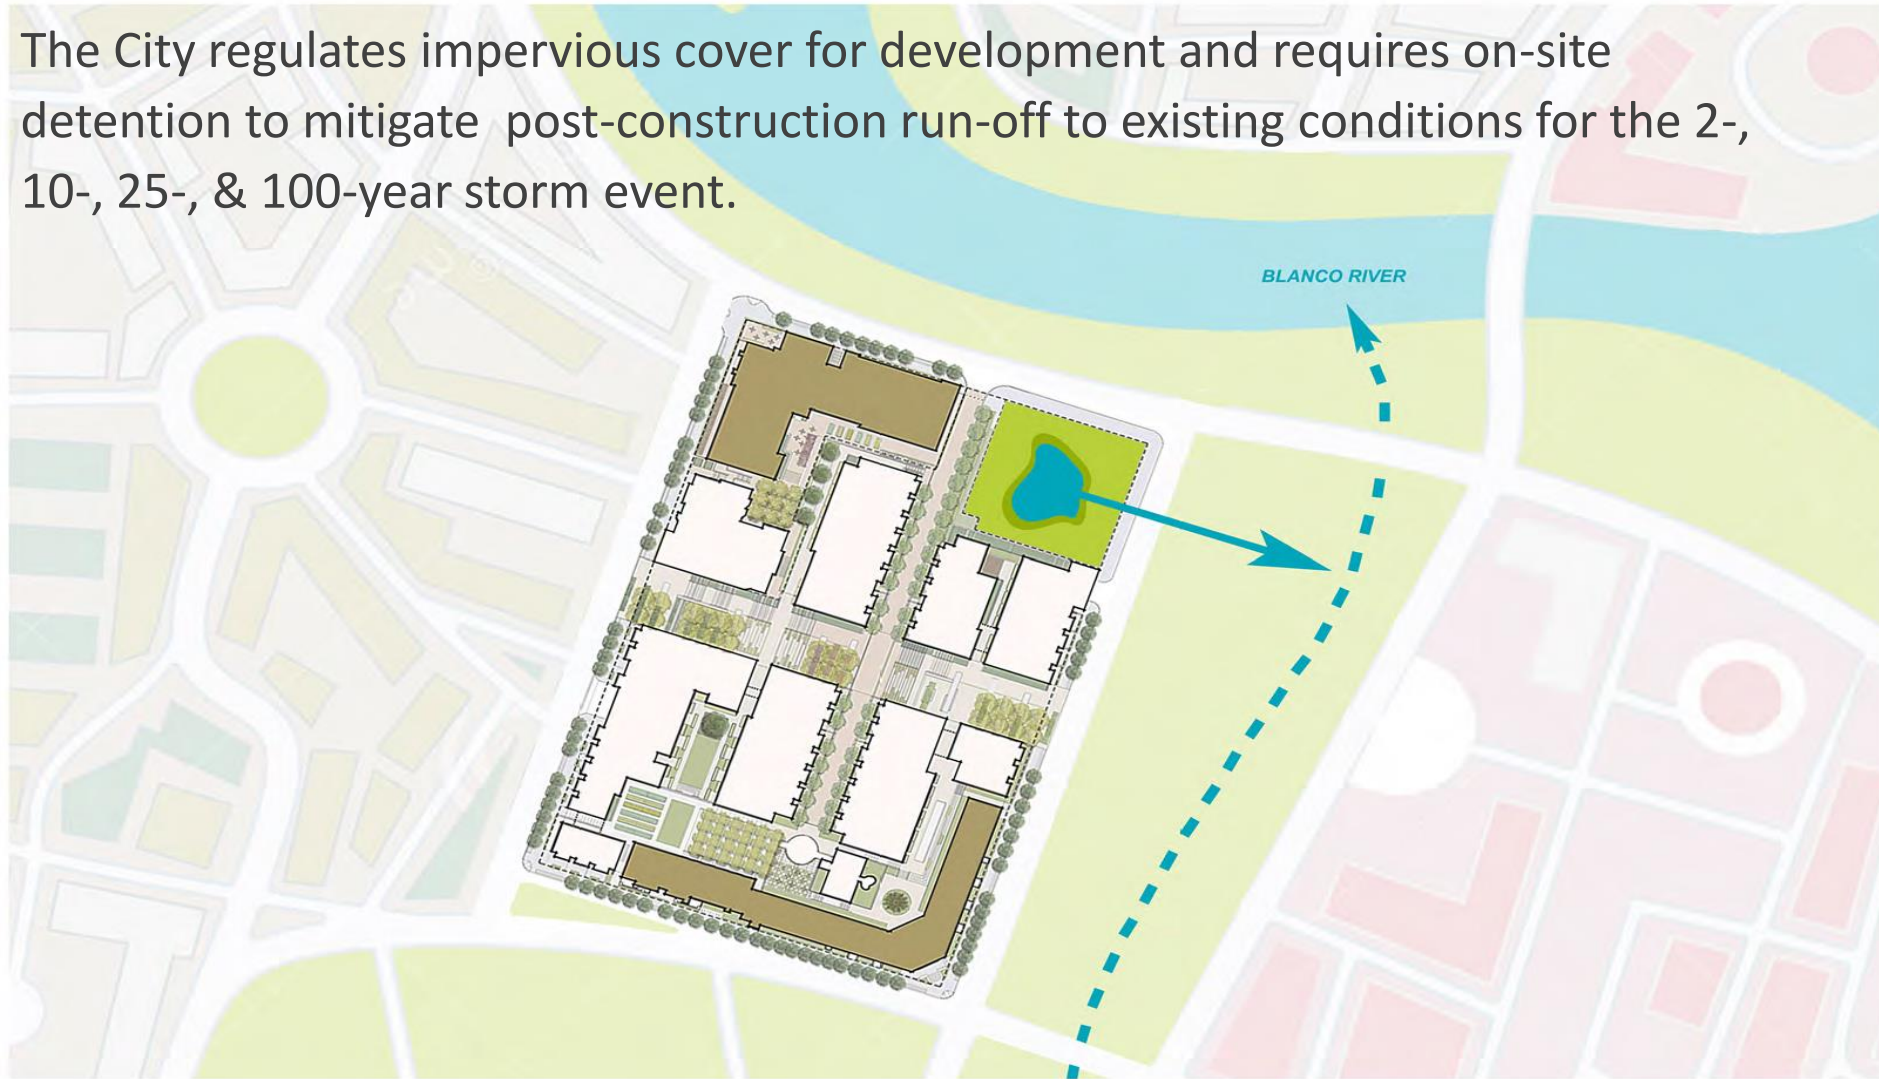 The City regulates impervious cover for development and requires on-site
detention to mitigate  post-construction run-off to existing conditions for the 2-,
10-, 25-, & 100-year storm event.
BLANCO RIVER